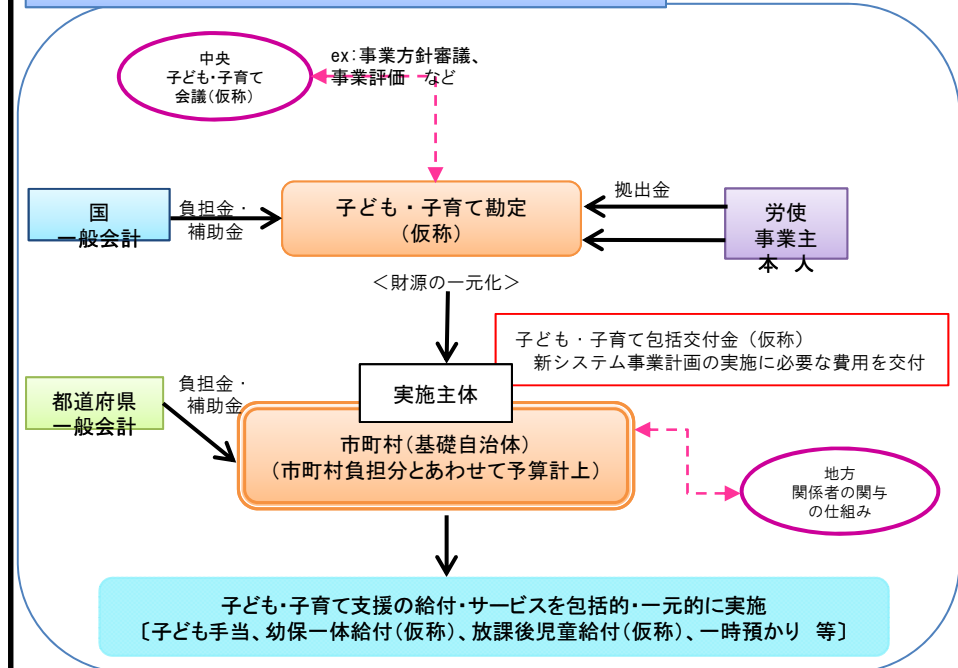 中央
子ども・子育て
会議(仮称)
ex:事業方針審議、
事業評価　など
国
一般会計
負担金・
補助金
子ども・子育て勘定
(仮称)
拠出金
労使
事業主
本　人
＜財源の一元化＞
子ども・子育て包括交付金（仮称）
新システム事業計画の実施に必要な費用を交付
都道府県
一般会計
負担金・
補助金
実施主体
市町村(基礎自治体)
(市町村負担分とあわせて予算計上)
地方
関係者の関与
の仕組み
子ども・子育て支援の給付・サービスを包括的・一元的に実施
〔子ども手当、幼保一体給付(仮称)、放課後児童給付(仮称)、一時預かり　等〕